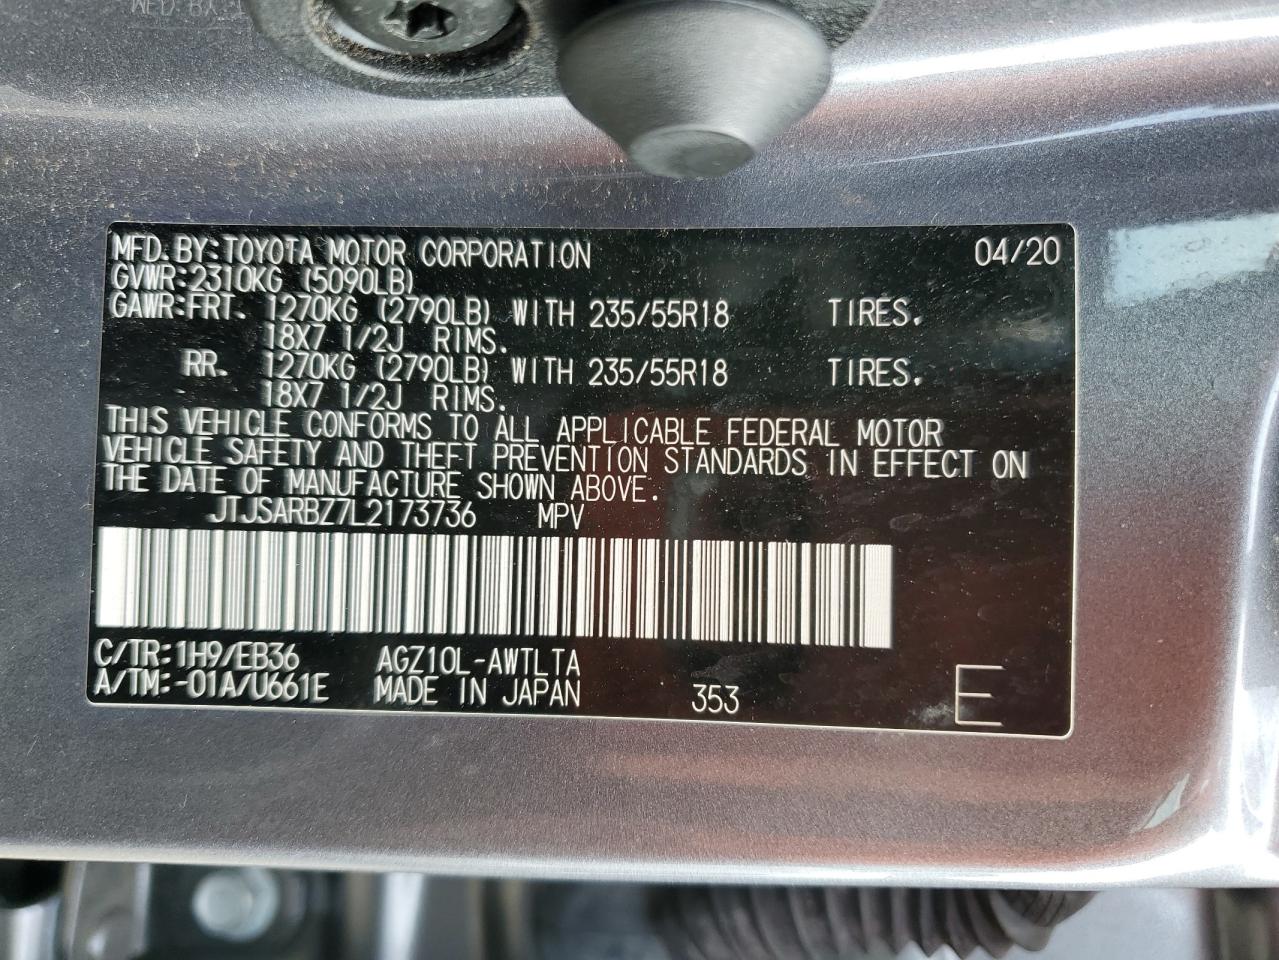 MFD. BY: TOYOTA MOTOR CORPORATION 04/20
GVWR: 2310KG (5090LB)
GAWR: FRT. 1270KG (2790LB) WITH 235/55R18 TIRES.
18X7 1/2J RIMS.
RR. 1270KG (2790LB) WITH 235/55R18 TIRES.
18X7 1/2J RIMS.
THIS VEHICLE CONFORMS TO ALL APPLICABLE FEDERAL MOTOR
VEHICLE SAFETY AND THEFT PREVENTION STANDARDS IN EFFECT ON
THE DATE OF MANUFACTURE SHOWN ABOVE.
JTJSARBZ7L2173736 MPV
C/TR: 1H9/EB36 AGZ10L-AWTLTA
A/TM: -01A/U661E MADE IN JAPAN 353 E